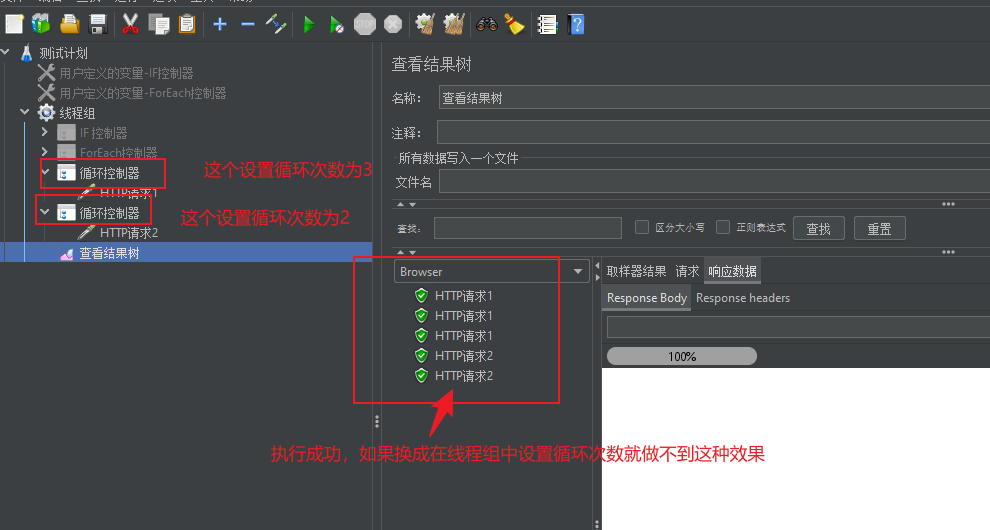 测试计划
用户定义的变量-IF控制器
用户定义的变量-ForEach控制器
线程组
IF 控制器
ForEach控制器
循环控制器
HTTP请求1
循环控制器
HTTP请求2
查看结果树
这个设置循环次数为3
这个设置循环次数为2
查看结果树
名称：
查看结果树
注释：
所有数据写入一个文件
文件名
查找:
区分大小写
正则表达式
查找
重置
Browser
HTTP请求1
HTTP请求1
HTTP请求1
HTTP请求2
HTTP请求2
取样器结果
请求
响应数据
Response Body
Response headers
100%
执行成功，如果换成在线程组中设置循环次数就做不到这种效果